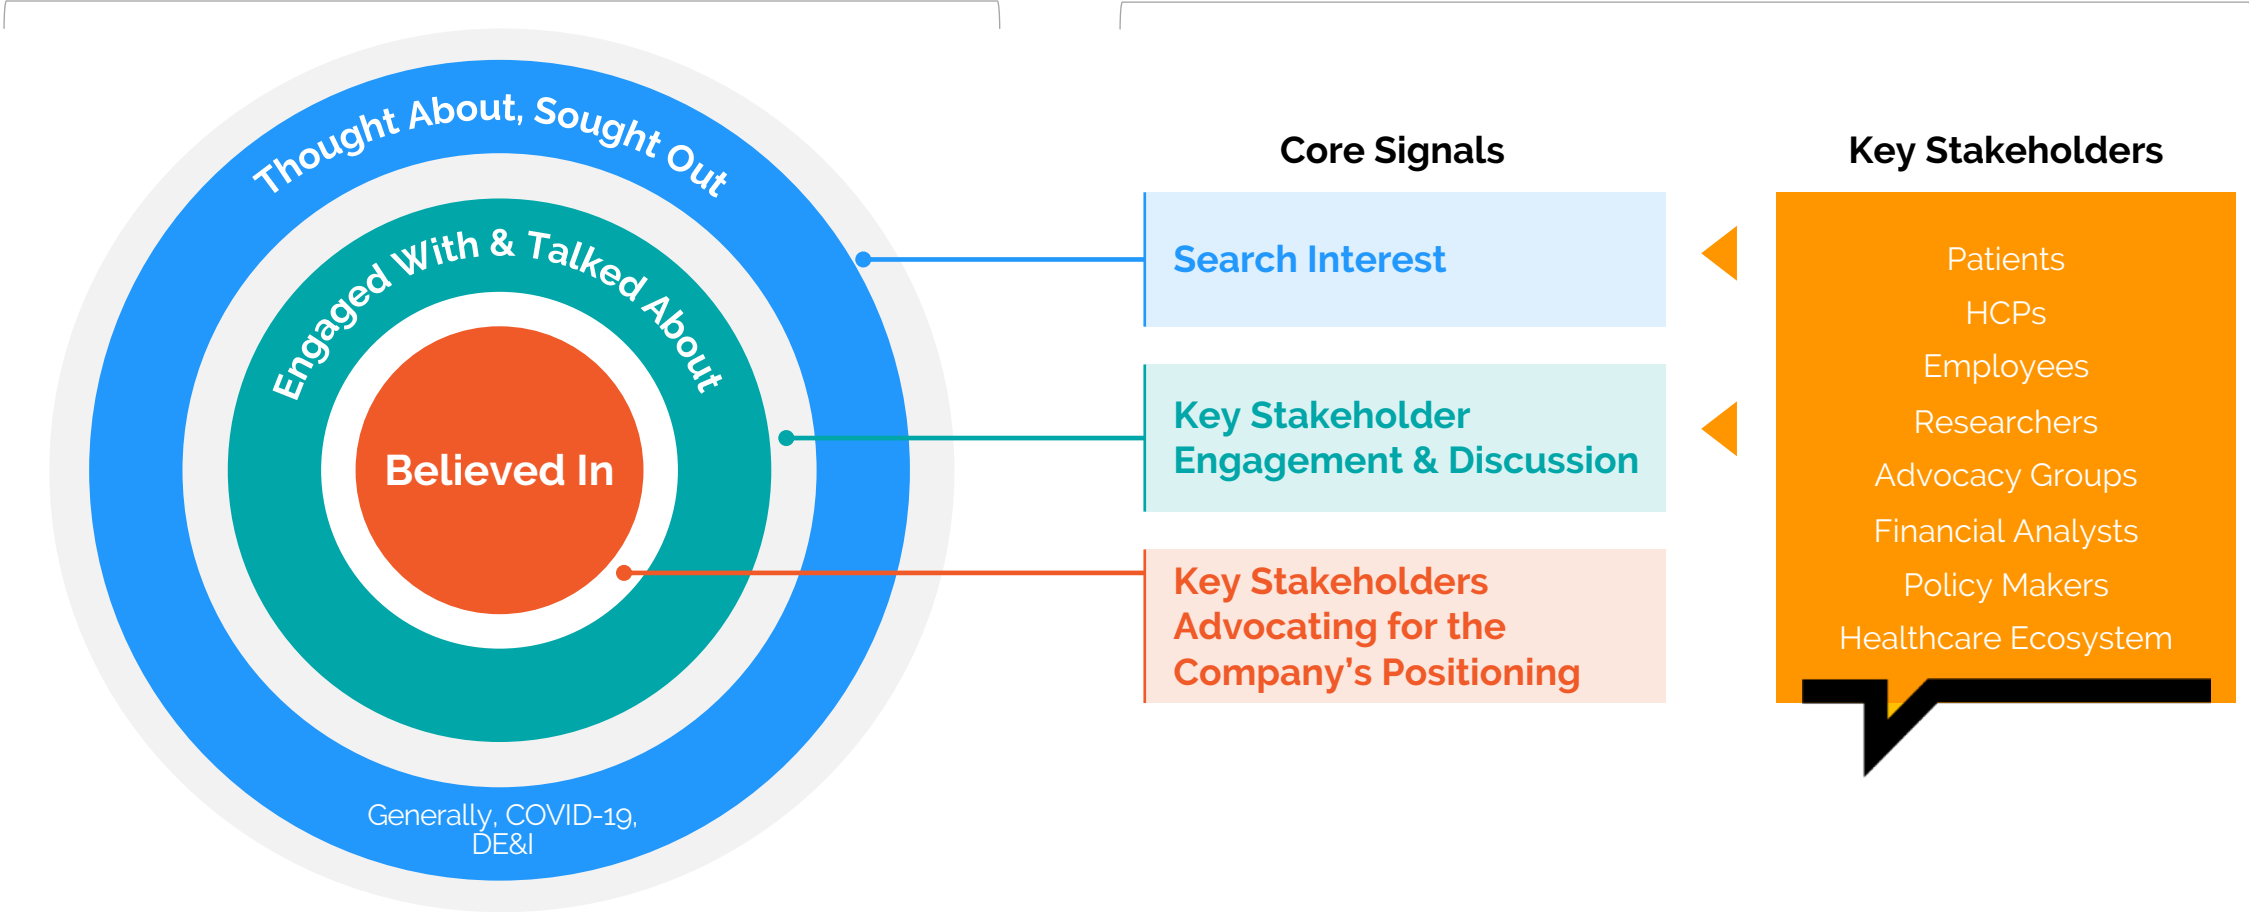 Thought About, Sought Out
Engaged With & Talked About
Believed In
Generally, COVID-19,
DE&I
Core Signals
Search Interest
Key Stakeholder
Engagement & Discussion
Key Stakeholders
Advocating for the
Company’s Positioning
Key Stakeholders
Patients
HCPs
Employees
Researchers
Advocacy Groups
Financial Analysts
Policy Makers
Healthcare Ecosystem